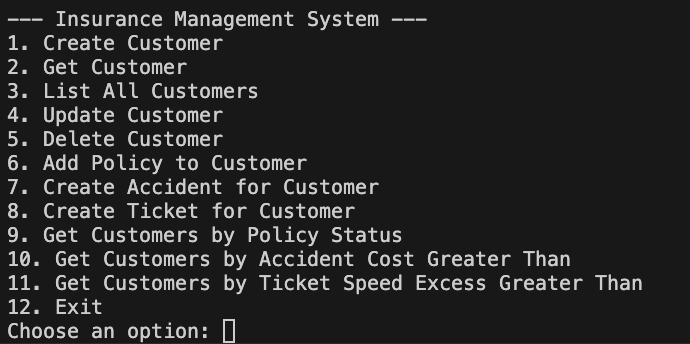 --- Insurance Management System ---
1. Create Customer
2. Get Customer
3. List All Customers
4. Update Customer
5. Delete Customer
6. Add Policy to Customer
7. Create Accident for Customer
8. Create Ticket for Customer
9. Get Customers by Policy Status
10. Get Customers by Accident Cost Greater Than
11. Get Customers by Ticket Speed Excess Greater Than
12. Exit
Choose an option: